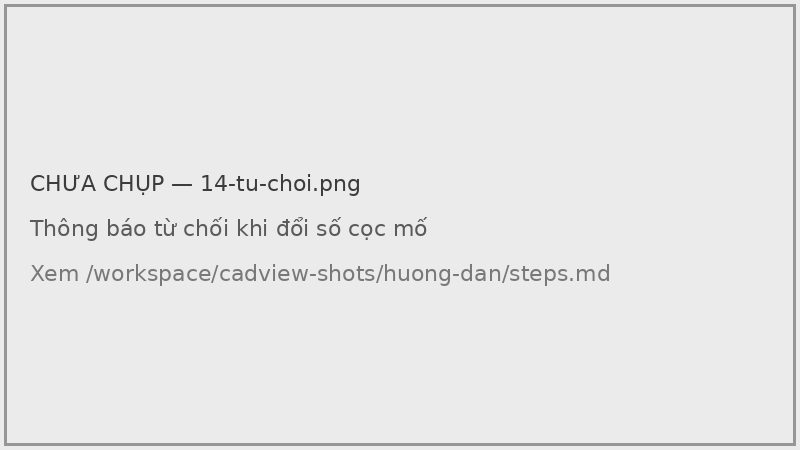 CHƯA CHỤP — 14-tu-choi.png
Thông báo từ chối khi đổi số cọc mố
Xem /workspace/cadview-shots/huong-dan/steps.md